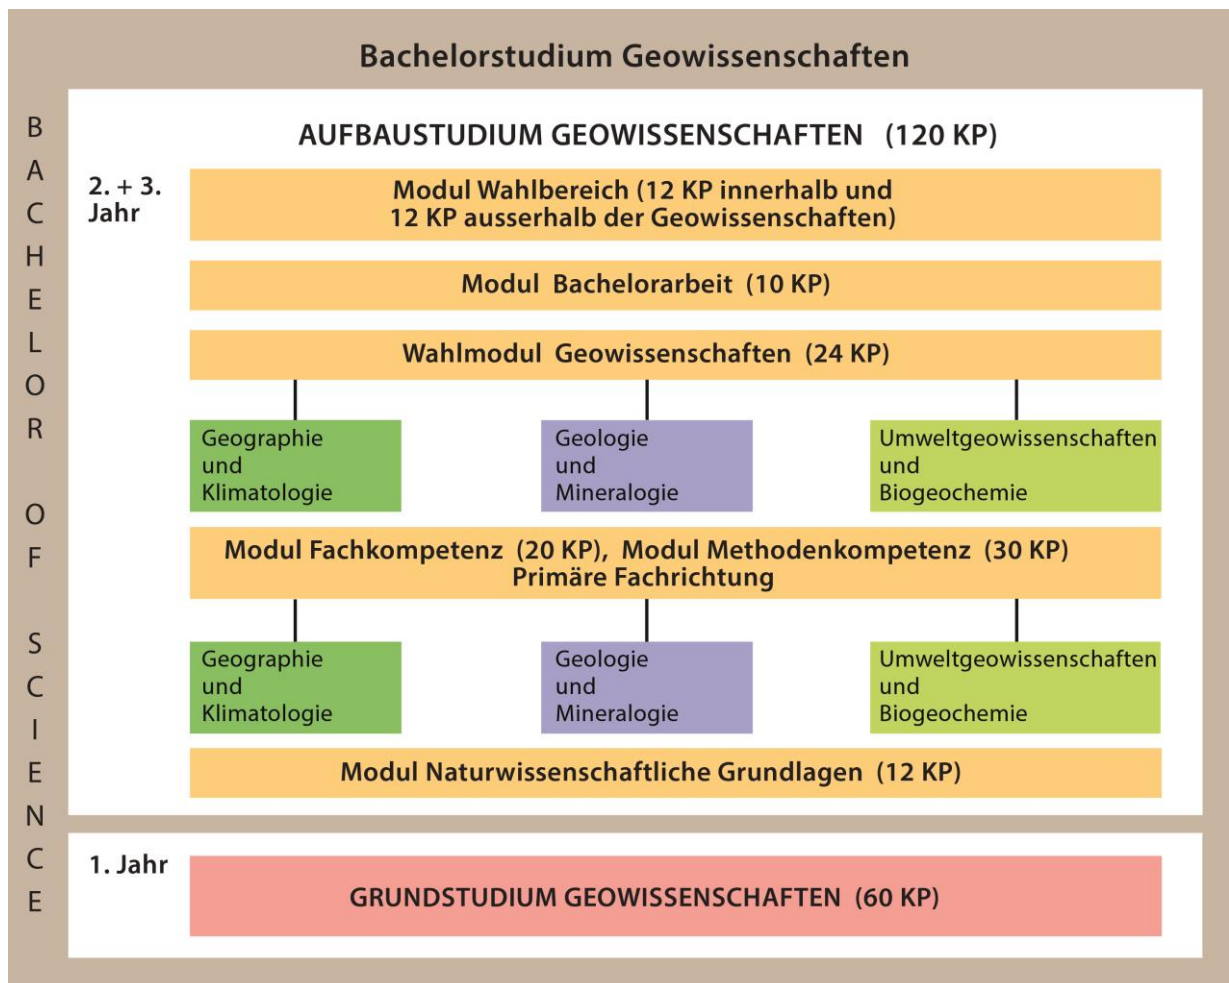 Bachelorstudium Geowissenschaften
BACHELOR OF SCIENCE
AUFBAUSTUDIUM GEOWISSENSCHAFTEN (120 KP)
2. + 3.
Jahr
Modul Wahlbereich (12 KP innerhalb und
12 KP ausserhalb der Geowissenschaften)
Modul Bachelorarbeit (10 KP)
Wahlmodul Geowissenschaften (24 KP)
Geographie
und
Klimatologie
Geologie
und
Mineralogie
Umweltgeowissenschaften
und
Biogeochemie
Modul Fachkompetenz (20 KP), Modul Methodenkompetenz (30 KP)
Primäre Fachrichtung
Geographie
und
Klimatologie
Geologie
und
Mineralogie
Umweltgeowissenschaften
und
Biogeochemie
Modul Naturwissenschaftliche Grundlagen (12 KP)
1. Jahr
GRUNDSTUDIUM GEOWISSENSCHAFTEN (60 KP)